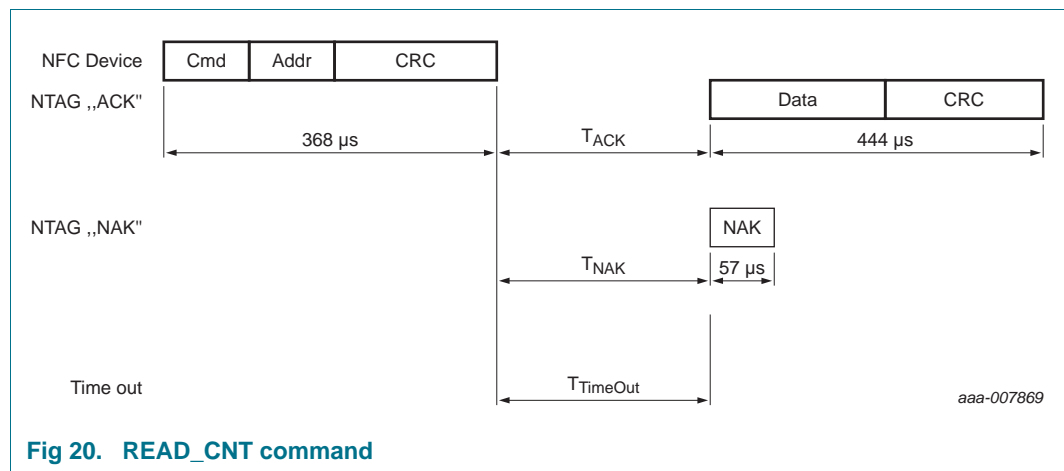 NFC Device Cmd Addr CRC
NTAG ,,ACK" Data CRC
368 µs TACK 444 µs
NTAG ,,NAK" NAK
TNAK 57 µs
Time out TTimeOut
aaa-007869
Fig 20. READ_CNT command